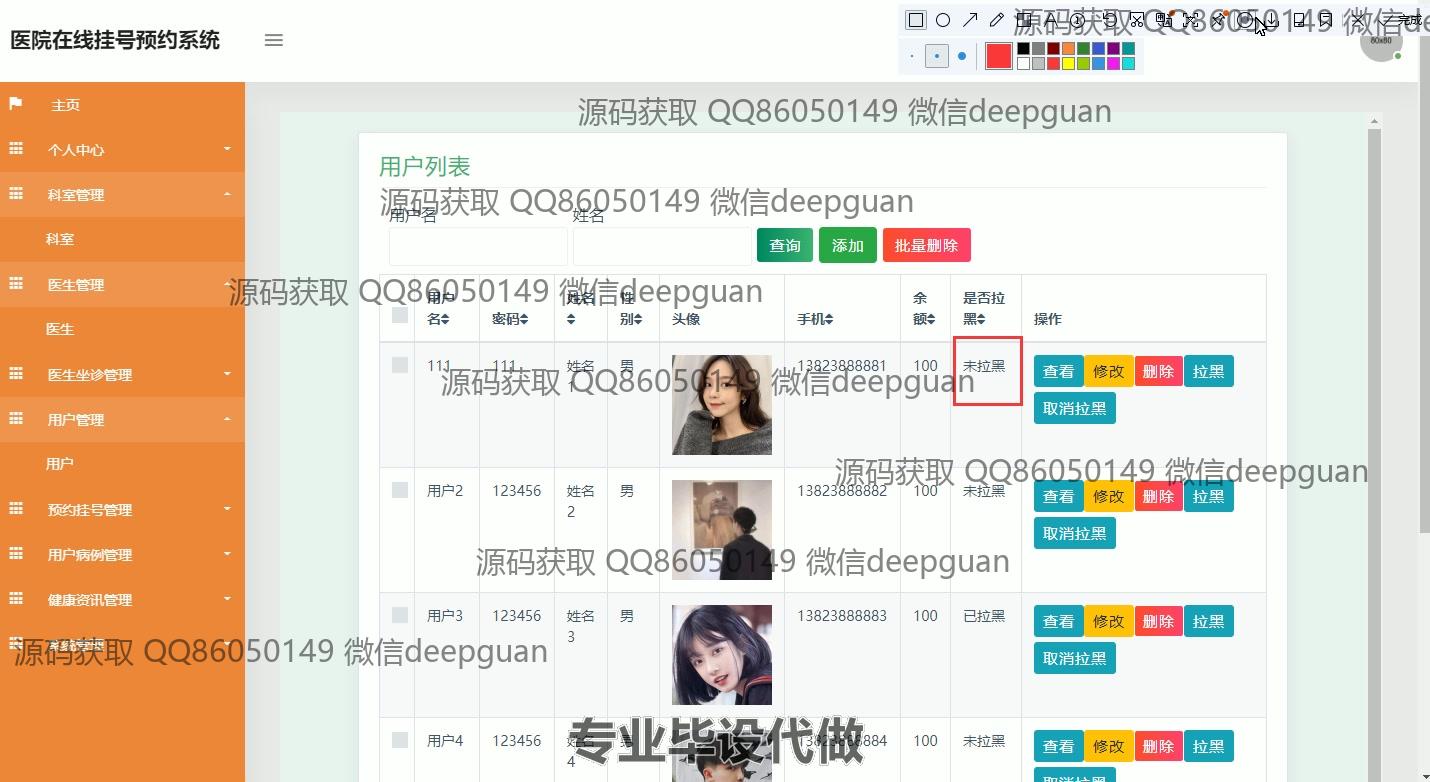 医院在线挂号预约系统
完成
源码获取 QQ86050149 微信deepguan
80x80
主页
个人中心
科室管理
科室
医生管理
医生
医生坐诊管理
用户管理
用户
预约挂号管理
用户病例管理
健康资讯管理
源码获取 QQ86050149 微信deepguan
源码获取 QQ86050149 微信deepguan
用户列表
源码获取 QQ86050149 微信deepguan
用户名 姓名
查询 添加 批量删除
源码获取 QQ86050149 微信deepguan
用户名 密码 姓名 性别 头像 手机 余额 是否拉黑 操作
111 111 姓名1 男 13823888881 100 未拉黑 查看 修改 删除 拉黑
取消拉黑
源码获取 QQ86050149 微信deepguan
源码获取 QQ86050149 微信deepguan
用户2 123456 姓名2 男 13823888882 100 未拉黑 查看 修改 删除 拉黑
取消拉黑
源码获取 QQ86050149 微信deepguan
用户3 123456 姓名3 男 13823888883 100 已拉黑 查看 修改 删除 拉黑
取消拉黑
用户4 123456 姓名4 男 13823888884 100 未拉黑 查看 修改 删除 拉黑
取消拉黑
专业毕设代做